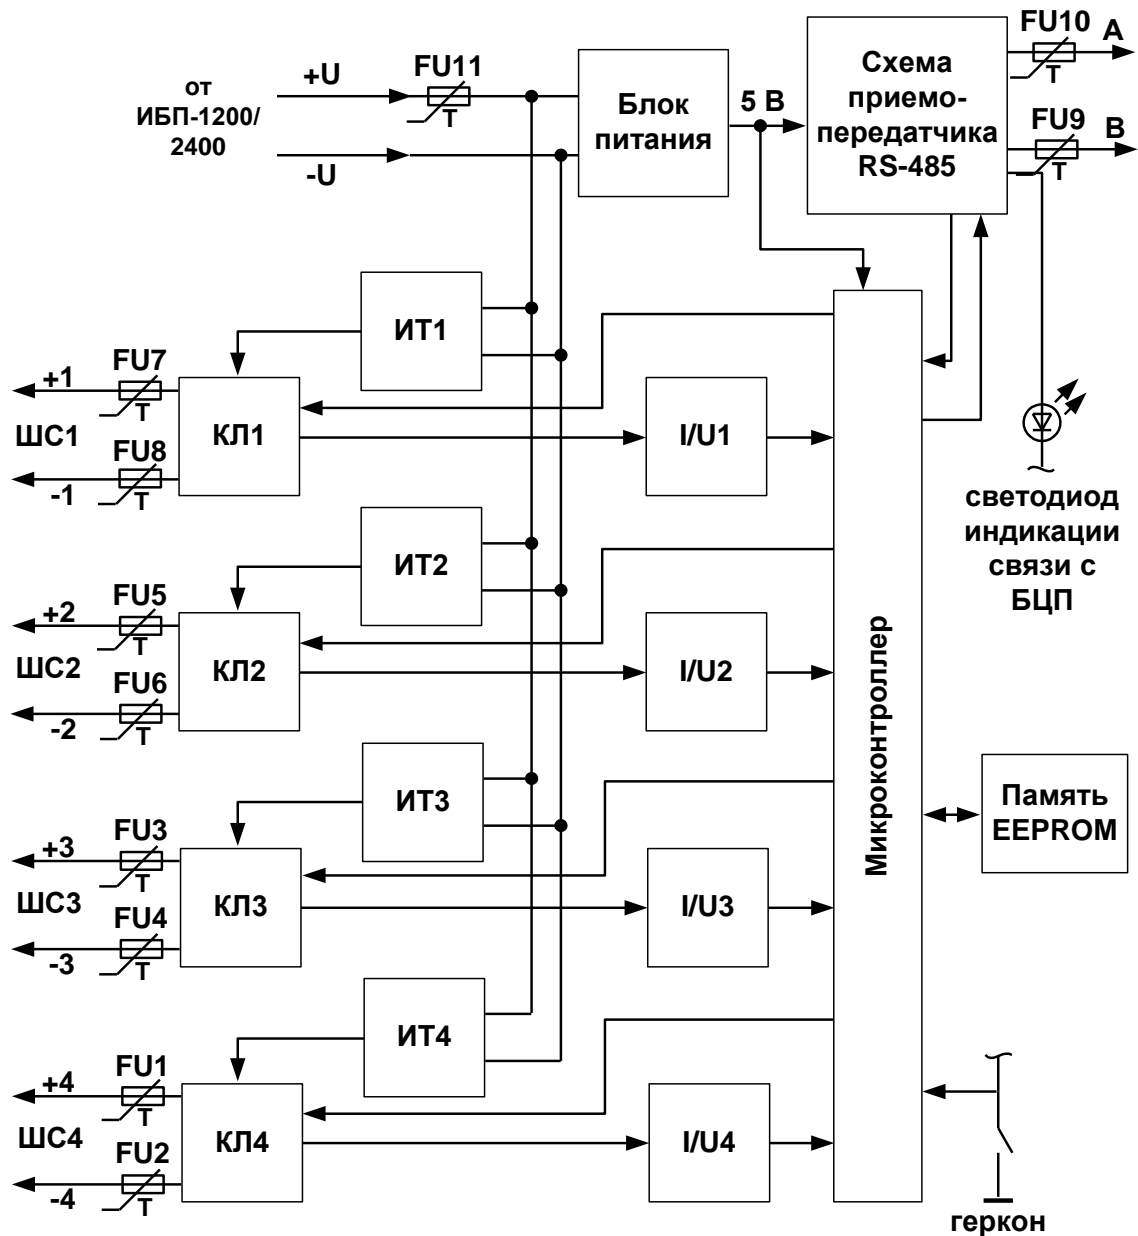 от
ИБП-1200/
2400
+U
-U
FU11
T
Блок
питания
5 В
Схема
приемо-
передатчика
RS-485
FU10
T
A
FU9
T
B
светодиод
индикации
связи с
БЦП
ИТ1
FU7
T
+1
ШС1
FU8
T
-1
КЛ1
I/U1
ИТ2
FU5
T
+2
ШС2
FU6
T
-2
КЛ2
I/U2
ИТ3
FU3
T
+3
ШС3
FU4
T
-3
КЛ3
I/U3
ИТ4
FU1
T
+4
ШС4
FU2
T
-4
КЛ4
I/U4
Микроконтроллер
Память
EEPROM
геркон